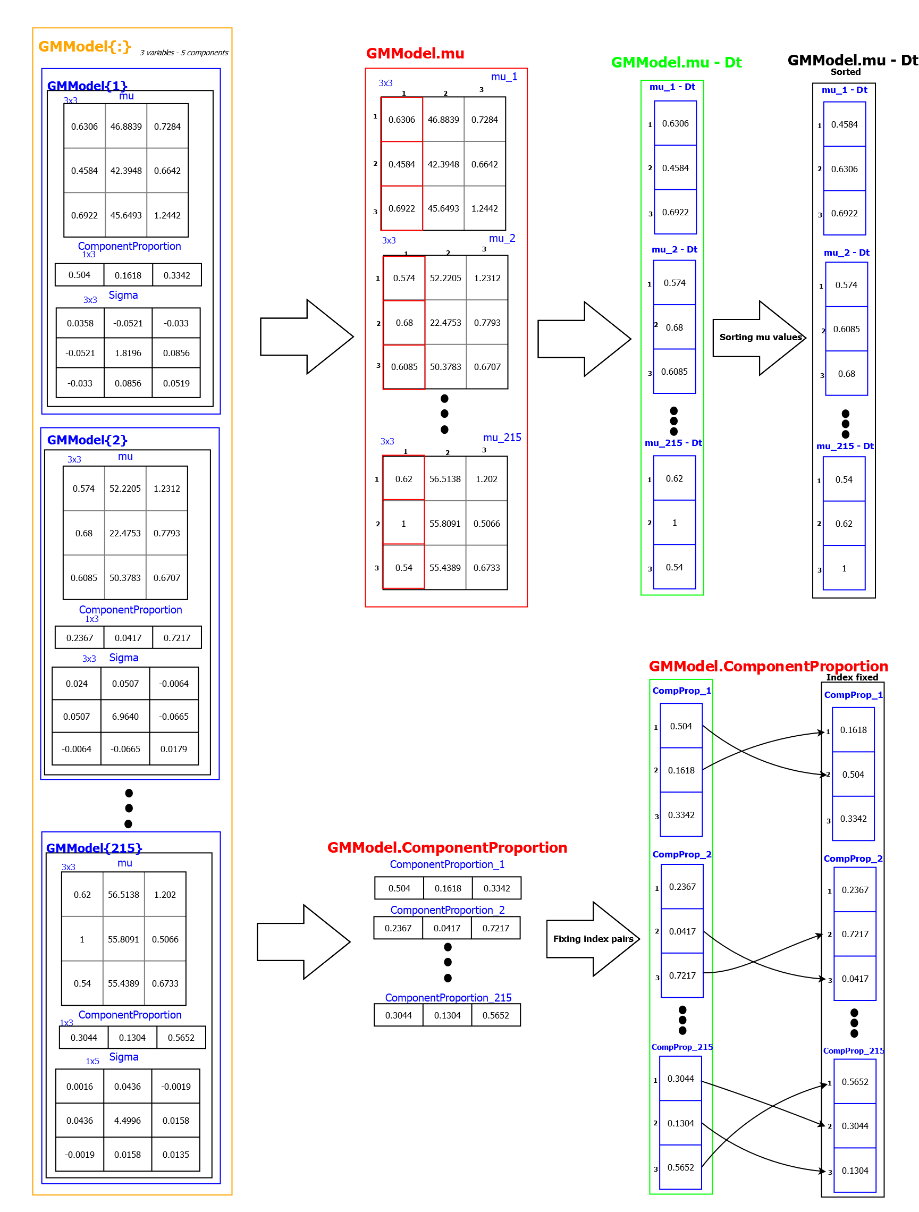 GMModel{:} 3 variables - 5 components
GMModel{1}
3x3 mu
0.6306 46.8839 0.7284
0.4584 42.3948 0.6642
0.6922 45.6493 1.2442
ComponentProportion
1x3
0.504 0.1618 0.3342
Sigma
3x3
0.0358 -0.0521 -0.033
-0.0521 1.8196 0.0856
-0.033 0.0856 0.0519
GMModel{2}
mu
3x3
0.574 52.2205 1.2312
0.68 22.4753 0.7793
0.6085 50.3783 0.6707
ComponentProportion
1x3
0.2367 0.0417 0.7217
3x3 Sigma
0.024 0.0507 -0.0064
0.0507 6.9640 -0.0665
-0.0064 -0.0665 0.0179
GMModel{215}
mu
3x3
0.62 56.5138 1.202
1 55.8091 0.5066
0.54 55.4389 0.6733
ComponentProportion
1x3
0.3044 0.1304 0.5652
1x5 Sigma
0.0016 0.0436 -0.0019
0.0436 4.4996 0.0158
-0.0019 0.0158 0.0135
GMModel.mu
3x3 mu_1
1 2 3
1 0.6306 46.8839 0.7284
2 0.4584 42.3948 0.6642
3 0.6922 45.6493 1.2442
3x3 mu_2
1 2 3
1 0.574 52.2205 1.2312
2 0.68 22.4753 0.7793
3 0.6085 50.3783 0.6707
3x3 mu_215
1 2 3
1 0.62 56.5138 1.202
2 1 55.8091 0.5066
3 0.54 55.4389 0.6733
GMModel.mu - Dt
mu_1 - Dt
1 0.6306
2 0.4584
3 0.6922
mu_2 - Dt
1 0.574
2 0.68
3 0.6085
mu_215 - Dt
1 0.62
2 1
3 0.54
Sorting mu values
GMModel.mu - Dt
Sorted
mu_1 - Dt
1 0.4584
2 0.6306
3 0.6922
mu_2 - Dt
1 0.574
2 0.6085
3 0.68
mu_215 - Dt
1 0.54
2 0.62
3 1
GMModel.ComponentProportion
ComponentProportion_1
0.504 0.1618 0.3342
ComponentProportion_2
0.2367 0.0417 0.7217
ComponentProportion_215
0.3044 0.1304 0.5652
Fixing index pairs
GMModel.ComponentProportion
CompProp_1
1 0.504
2 0.1618
3 0.3342
CompProp_2
1 0.2367
2 0.0417
3 0.7217
CompProp_215
1 0.3044
2 0.1304
3 0.5652
Index fixed
CompProp_1
1 0.1618
2 0.504
3 0.3342
CompProp_2
1 0.2367
2 0.7217
3 0.0417
CompProp_215
1 0.5652
2 0.3044
3 0.1304